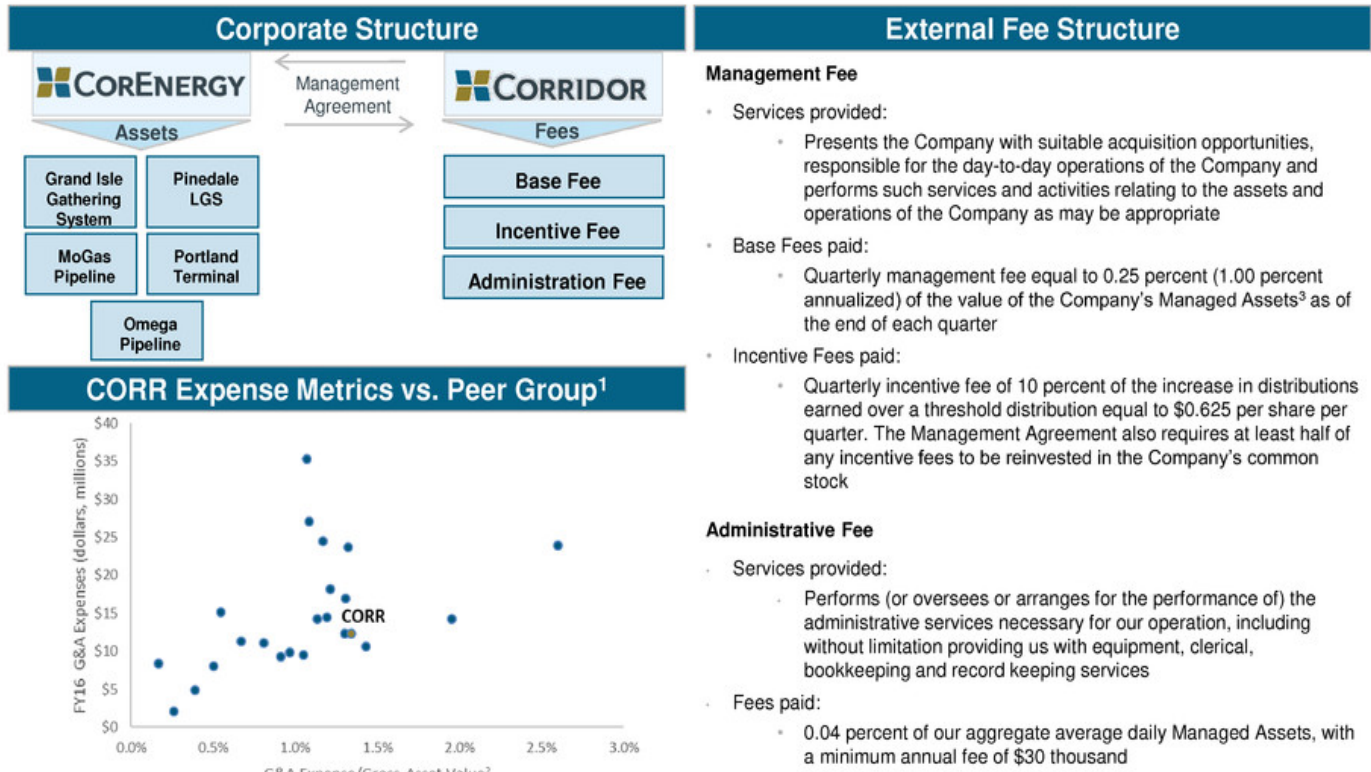 Corporate Structure
CORENERGY
Management
Agreement
CORRIDOR
Assets
Fees
Grand Isle
Gathering
System
Pinedale
LGS
MoGas
Pipeline
Portland
Terminal
Omega
Pipeline
Base Fee
Incentive Fee
Administration Fee
CORR Expense Metrics vs. Peer Group¹
FY16 G&A Expenses (dollars, millions)
$40
$35
$30
$25
$20
$15
$10
$5
$0
CORR
0.0% 0.5% 1.0% 1.5% 2.0% 2.5% 3.0%
G&A Expense/Gross Asset Value²
External Fee Structure
Management Fee
• Services provided:
• Presents the Company with suitable acquisition opportunities,
responsible for the day-to-day operations of the Company and
performs such services and activities relating to the assets and
operations of the Company as may be appropriate
• Base Fees paid:
• Quarterly management fee equal to 0.25 percent (1.00 percent
annualized) of the value of the Company's Managed Assets³ as of
the end of each quarter
• Incentive Fees paid:
• Quarterly incentive fee of 10 percent of the increase in distributions
earned over a threshold distribution equal to $0.625 per share per
quarter. The Management Agreement also requires at least half of
any incentive fees to be reinvested in the Company's common
stock
Administrative Fee
• Services provided:
• Performs (or oversees or arranges for the performance of) the
administrative services necessary for our operation, including
without limitation providing us with equipment, clerical,
bookkeeping and record keeping services
• Fees paid:
• 0.04 percent of our aggregate average daily Managed Assets, with
a minimum annual fee of $30 thousand